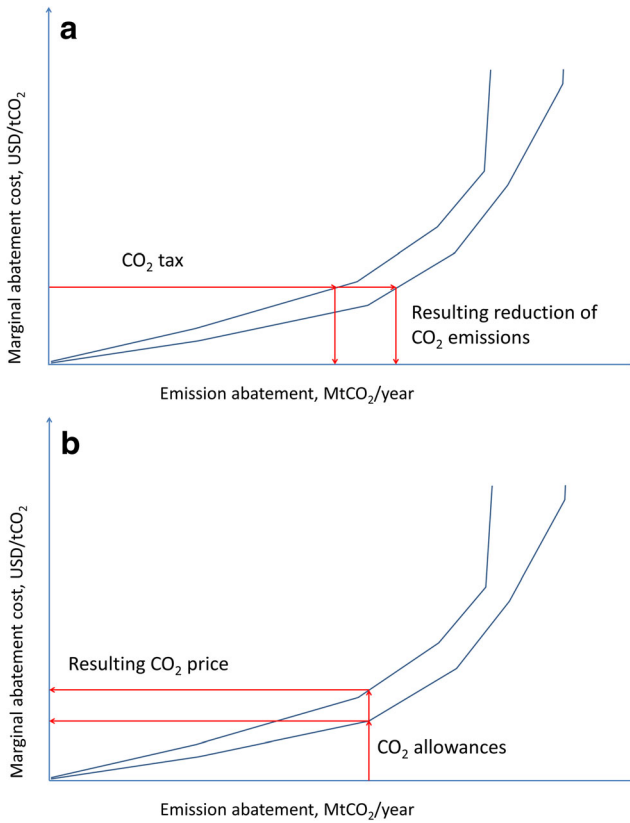 a
Marginal abatement cost, USD/tCO₂
CO₂ tax
Resulting reduction of
CO₂ emissions
Emission abatement, MtCO₂/year
b
Marginal abatement cost, USD/tCO₂
Resulting CO₂ price
CO₂ allowances
Emission abatement, MtCO₂/year